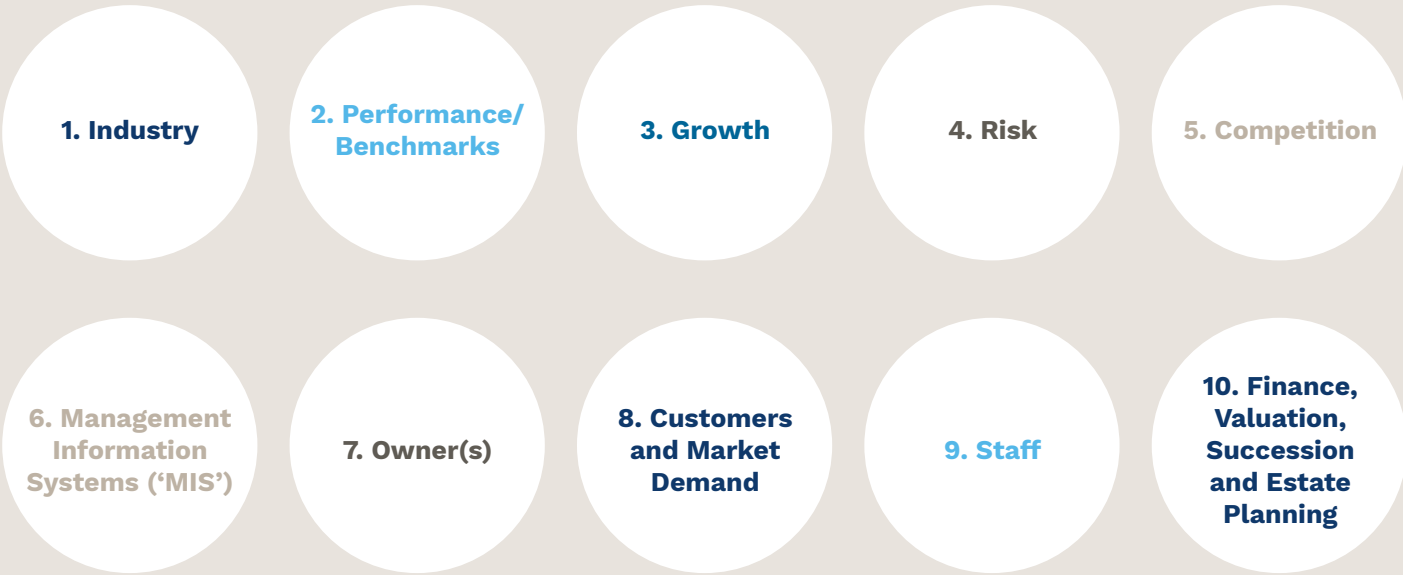 1. Industry
2. Performance/
Benchmarks
3. Growth
4. Risk
5. Competition
6. Management
Information
Systems (‘MIS’)
7. Owner(s)
8. Customers
and Market
Demand
9. Staff
10. Finance,
Valuation,
Succession
and Estate
Planning